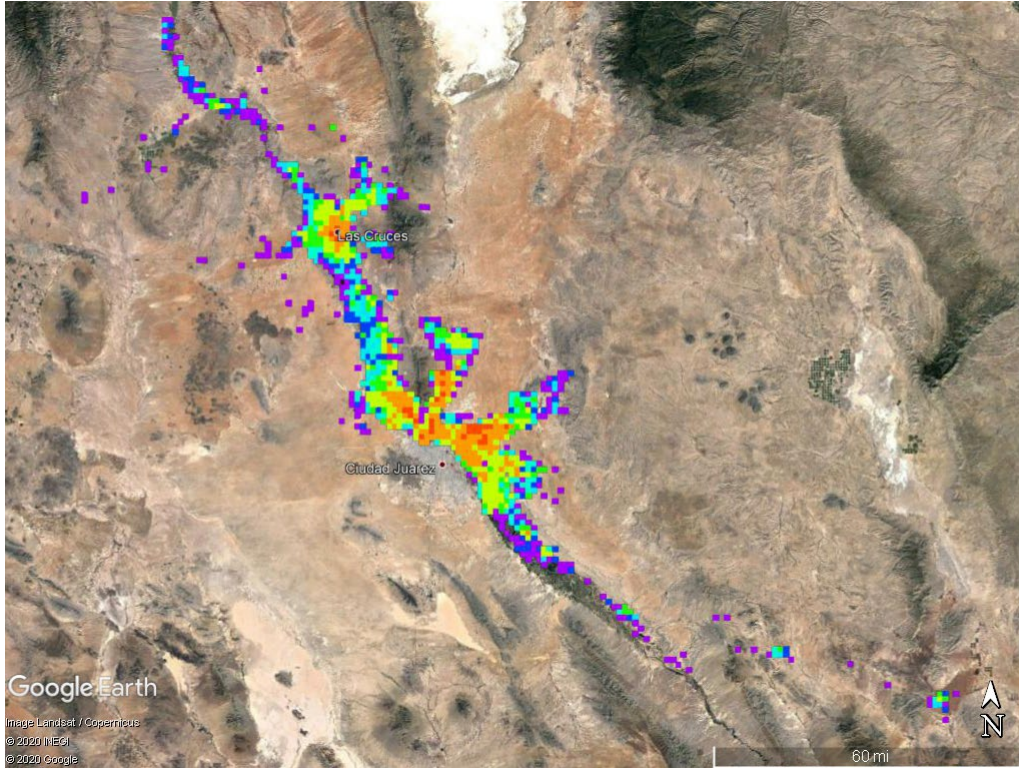 Las Cruces
Ciudad Juarez
Google Earth
Image Landsat / Copernicus
© 2020 INEGI
© 2020 Google
60 mi
N